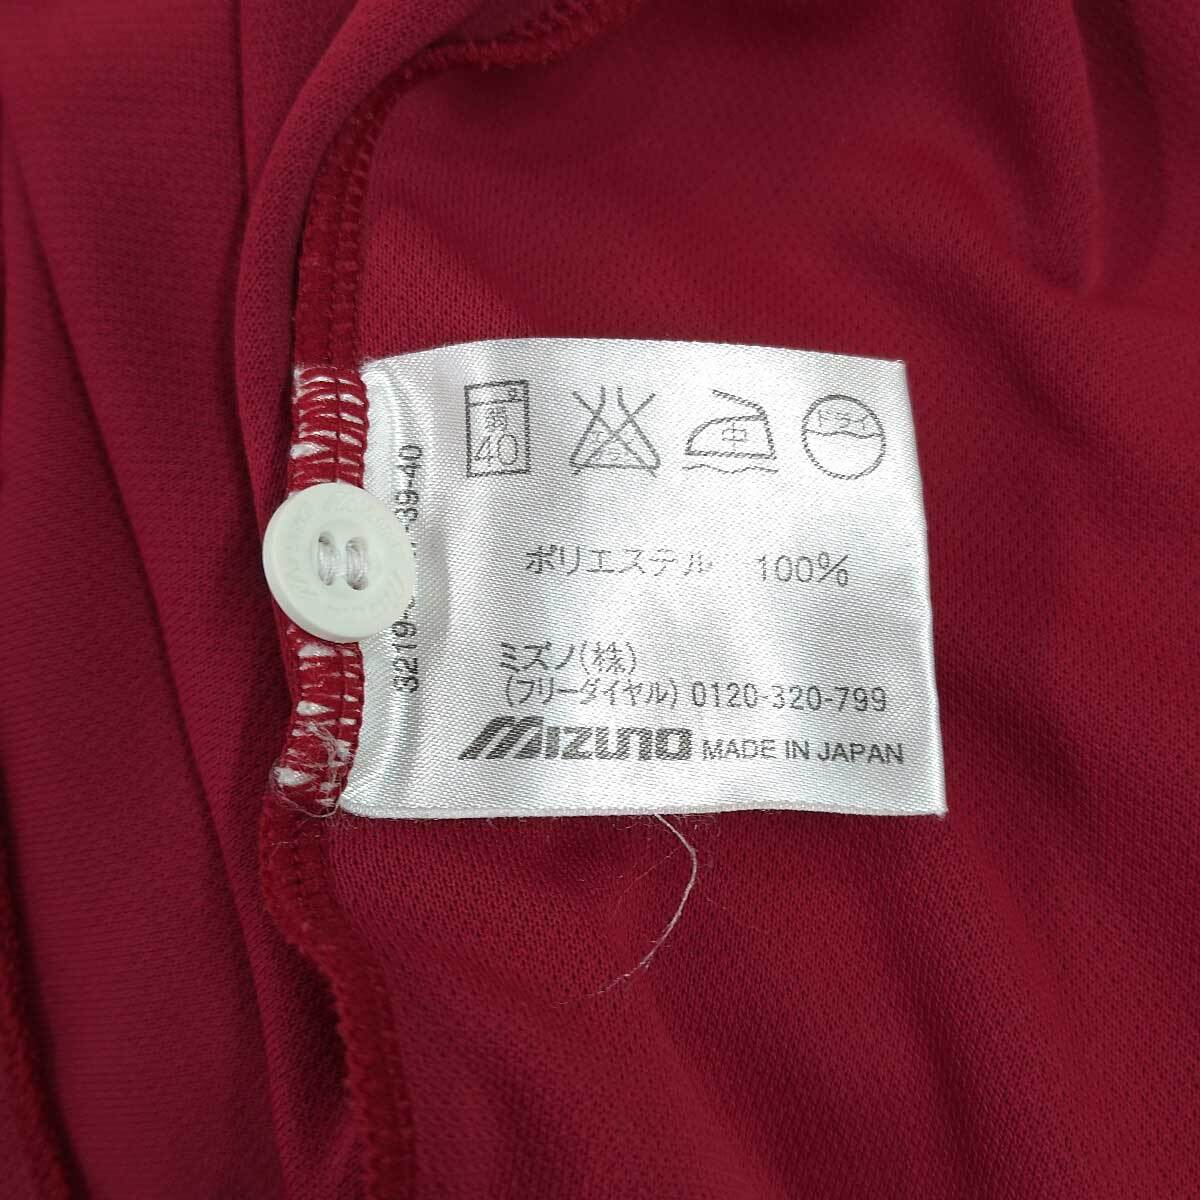 弱
40
中
ドライ
ポリエステル 100%
ミズノ(株)
(フリーダイヤル) 0120-320-799
MIZUNO MADE IN JAPAN